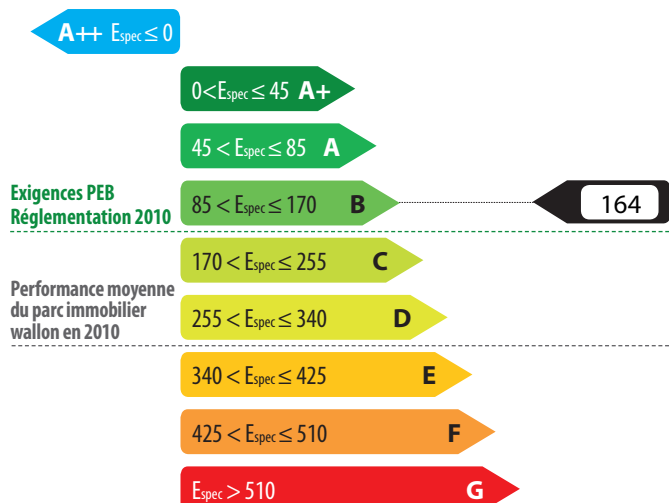 A++ Espec ≤ 0
0<Espec ≤ 45 A+
45 < Espec ≤ 85 A
Exigences PEB
Réglementation 2010
85 < Espec ≤ 170 B
164
170 < Espec ≤ 255 C
Performance moyenne
du parc immobilier
wallon en 2010
255 < Espec ≤ 340 D
340 < Espec ≤ 425 E
425 < Espec ≤ 510 F
Espec > 510 G